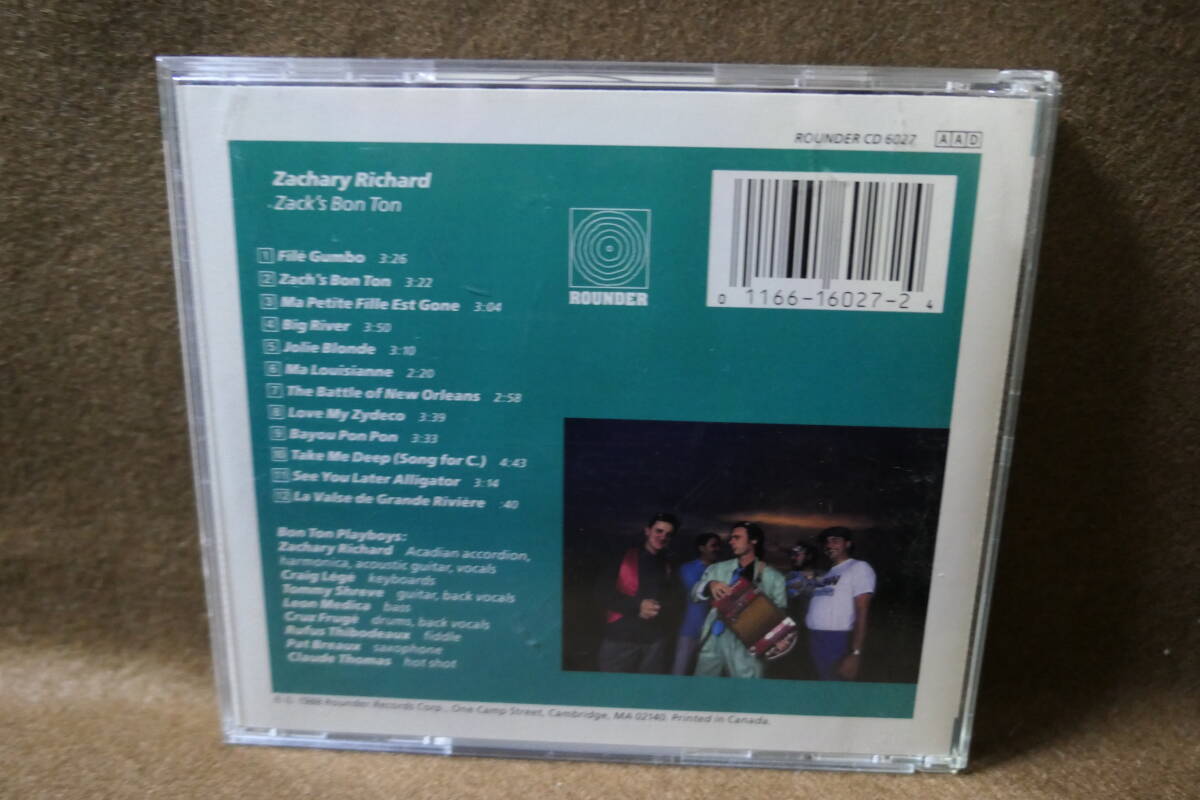 ROUNDER CD 6027 AAD
Zachary Richard
Zack's Bon Ton
1 Filé Gumbo 3:26
2 Zach's Bon Ton 3:22
3 Ma Petite Fille Est Gone 3:04
4 Big River 3:50
5 Jolie Blonde 3:10
6 Ma Louisianne 2:20
7 The Battle of New Orleans 2:58
8 Love My Zydeco 3:39
9 Bayou Pon Pon 3:33
10 Take Me Deep (Song for C.) 4:43
11 See You Later Alligator 3:14
12 La Valse de Grande Rivière :40
ROUNDER
0 1166-16027-2 4
Bon Ton Playboys:
Zachary Richard Acadian accordion,
harmonica, acoustic guitar, vocals
Craig Légé keyboards
Tommy Shreve guitar, back vocals
Leon Medica bass
Cruz Frugé drums, back vocals
Rufus Thibodeaux fiddle
Pat Breaux saxophone
Claude Thomas hot shot
℗ © 1988 Rounder Records Corp., One Camp Street, Cambridge, MA 02140. Printed in Canada.